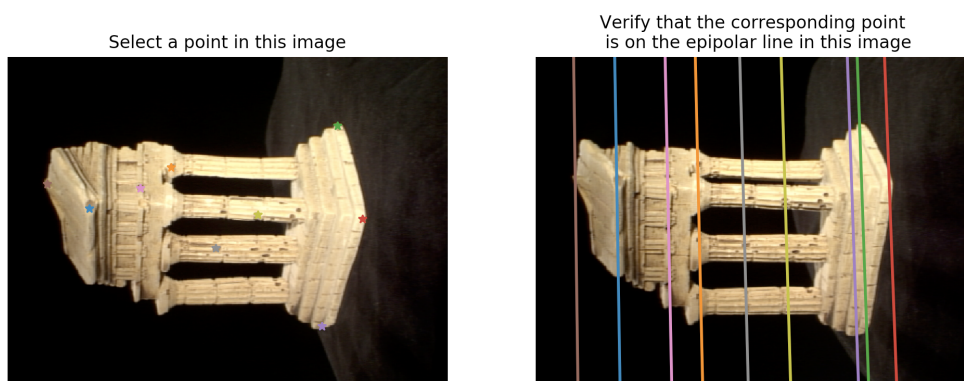 Select a point in this image
Verify that the corresponding point
is on the epipolar line in this image